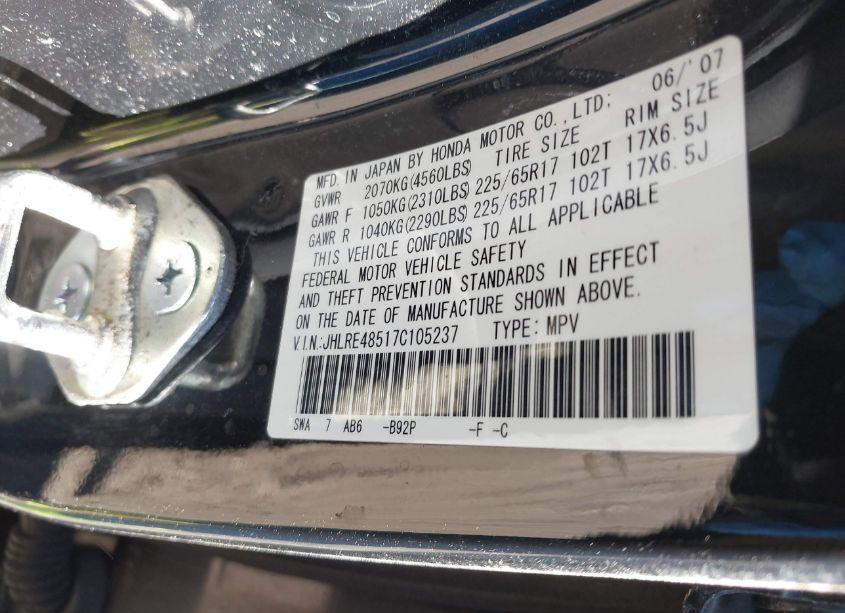 MFD. IN JAPAN BY HONDA MOTOR CO.,LTD; 06/'07
GVWR 2070KG(4560LBS) TIRE SIZE RIM SIZE
GAWR F 1050KG(2310LBS) 225/65R17 102T 17X6.5J
GAWR R 1040KG(2290LBS) 225/65R17 102T 17X6.5J
THIS VEHICLE CONFORMS TO ALL APPLICABLE
FEDERAL MOTOR VEHICLE SAFETY
AND THEFT PREVENTION STANDARDS IN EFFECT
ON THE DATE OF MANUFACTURE SHOWN ABOVE.
V.I.N:JHLRE48517C105237 TYPE: MPV
SWA 7 AB6 -B92P -F -C